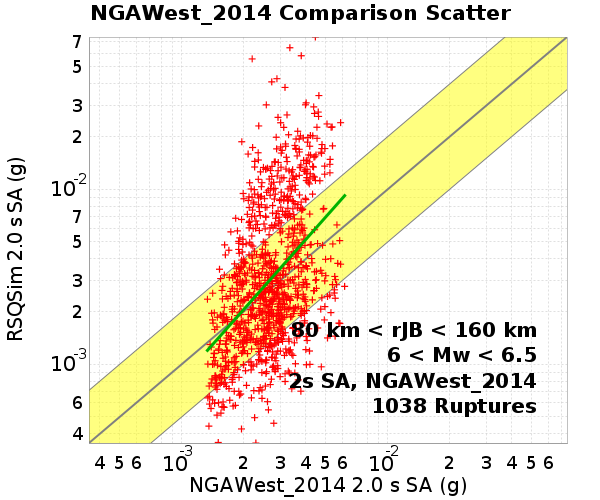 NGAWest_2014 Comparison Scatter
7
5
3
2
10-2
7
5
3
2
10-3
6
4
RSQSim 2.0 s SA (g)
80 km < rJB < 160 km
6 < Mw < 6.5
2s SA, NGAWest_2014
1038 Ruptures
4 5 6 10-3 2 3 4 5 6 10-2 2 3 4 5 6
NGAWest_2014 2.0 s SA (g)